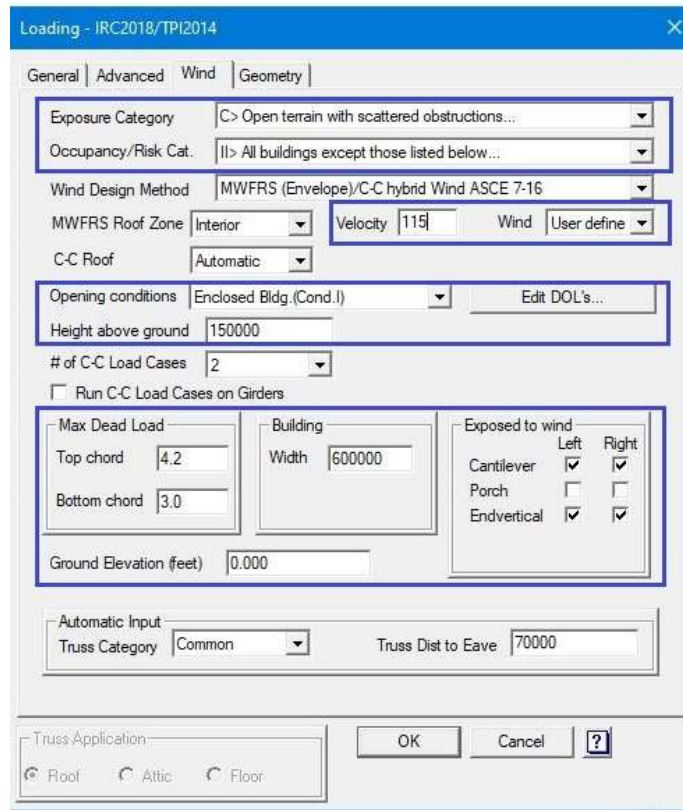 Loading - IRC2018/TPI2014
General Advanced Wind Geometry
Exposure Category C> Open terrain with scattered obstructions...
Occupancy/Risk Cat. II> All buildings except those listed below...
Wind Design Method MWFRS (Envelope)/C-C hybrid Wind ASCE 7-16
MWFRS Roof Zone Interior Velocity 115 Wind User define
C-C Roof Automatic
Opening conditions Enclosed Bldg.(Cond.I) Edit DOL's...
Height above ground 150000
# of C-C Load Cases 2
Run C-C Load Cases on Girders
Max Dead Load Building Exposed to wind
Left Right
Top chord 4.2 Width 600000 Cantilever
Porch
Bottom chord 3.0 Endvertical
Ground Elevation (feet) 0.000
Automatic Input
Truss Category Common Truss Dist to Eave 70000
Truss Application OK Cancel ?
Roof Attic Floor